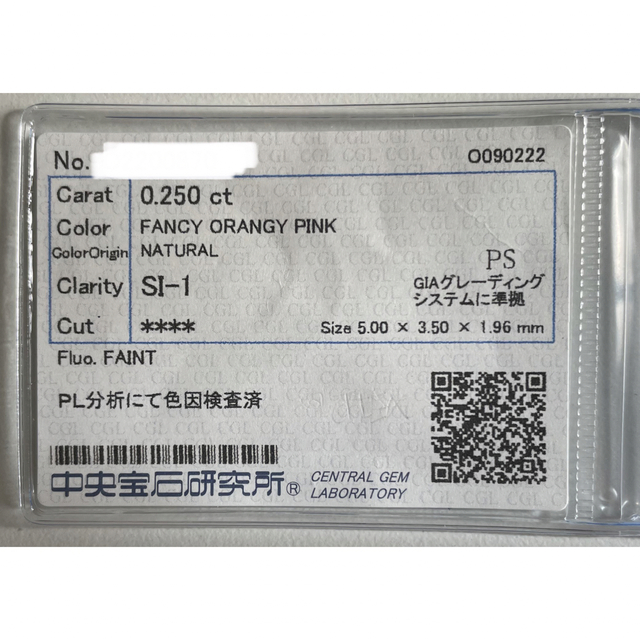 No. O090222
Carat 0.250 ct
Color FANCY ORANGY PINK
ColorOrigin NATURAL
PS
Clarity SI-1
GIAグレーディング
システムに準拠
Cut **** Size 5.00 × 3.50 × 1.96 mm
Fluo. FAINT
PL分析にて色因検査済
中央宝石研究所® CENTRAL GEM
LABORATORY